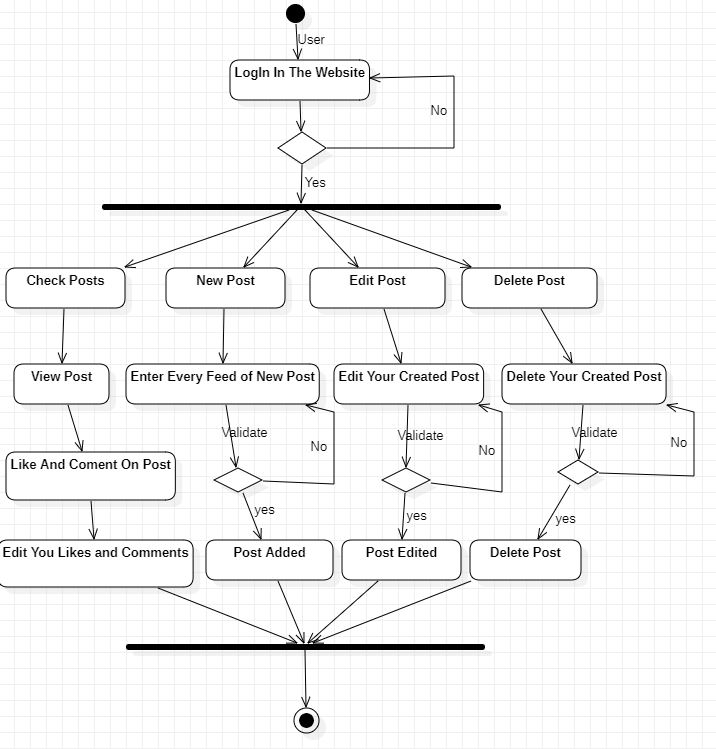 User
LogIn In The Website
No
Yes
Check Posts
New Post
Edit Post
Delete Post
View Post
Enter Every Feed of New Post
Edit Your Created Post
Delete Your Created Post
Validate
Validate
Validate
No
No
No
Like And Coment On Post
yes
yes
yes
Edit You Likes and Comments
Post Added
Post Edited
Delete Post